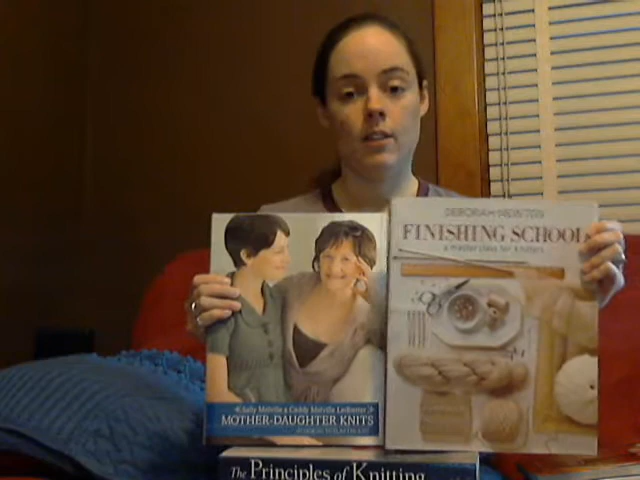 DEBORAH NEWTON
FINISHING SCHOOL
a master class for knitters
Sally Melville & Caddy Melville Ledbetter
MOTHER-DAUGHTER KNITS
The Principles of Knitting